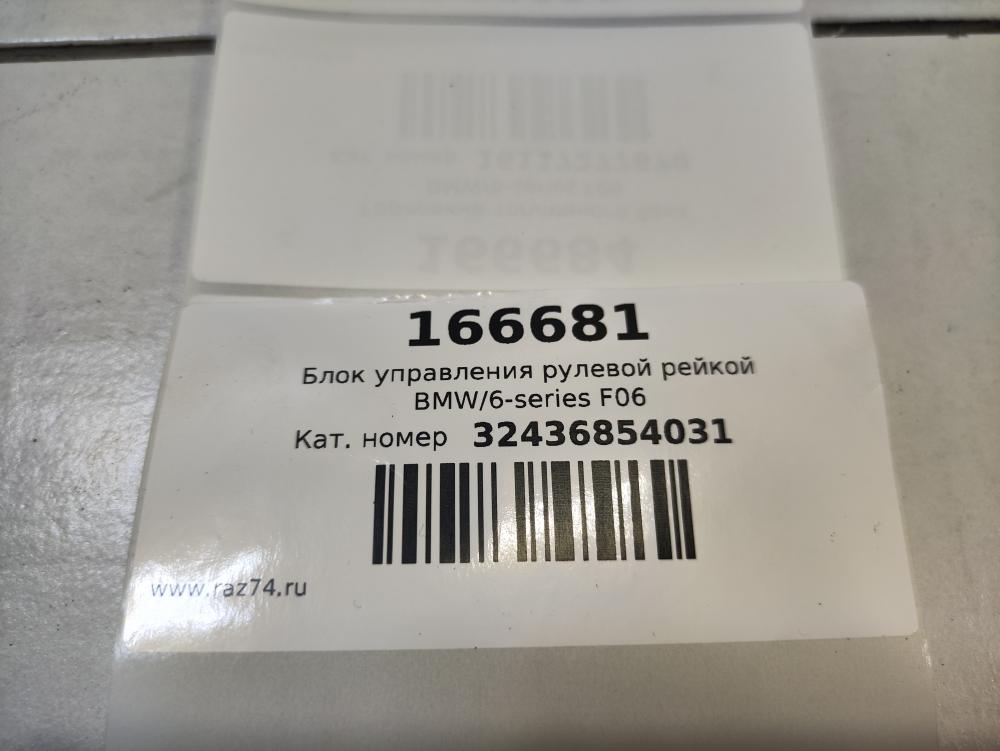 166681
Блок управления рулевой рейкой
BMW/6-series F06
Кат. номер 32436854031
www.raz74.ru